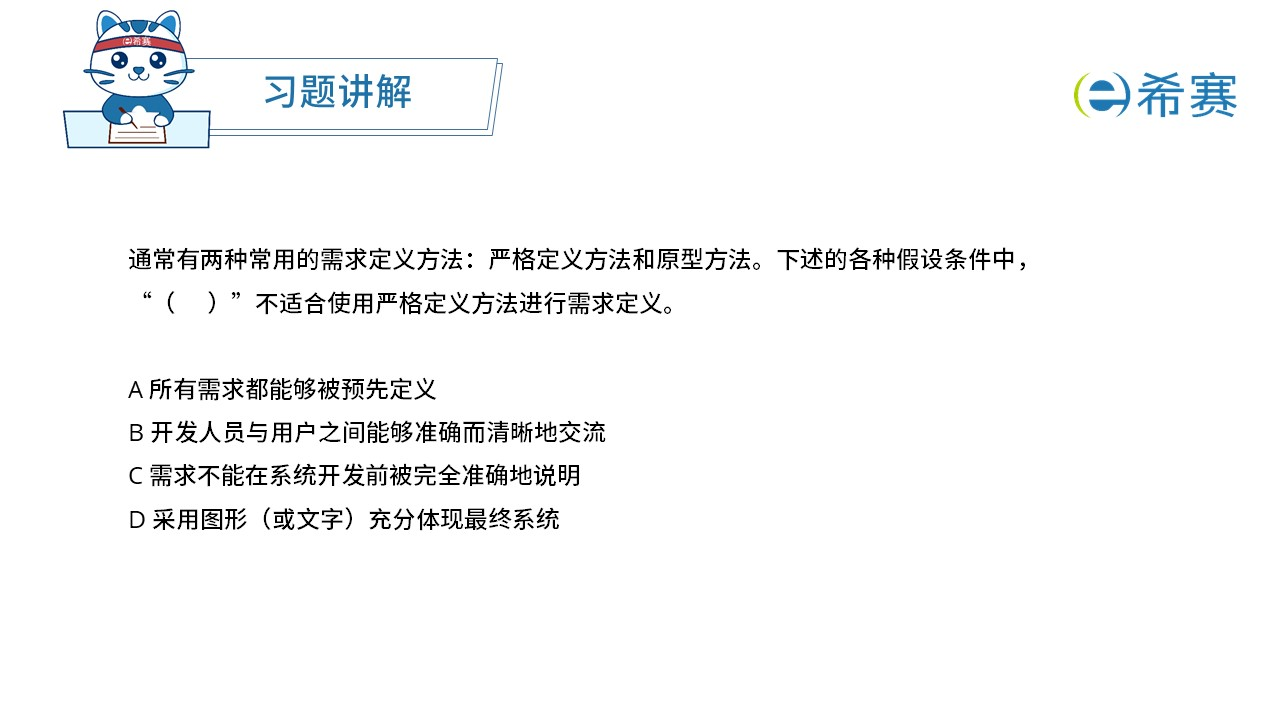 希赛
习题讲解
希赛
通常有两种常用的需求定义方法：严格定义方法和原型方法。下述的各种假设条件中，
“（ ）”不适合使用严格定义方法进行需求定义。
A 所有需求都能够被预先定义
B 开发人员与用户之间能够准确而清晰地交流
C 需求不能在系统开发前被完全准确地说明
D 采用图形（或文字）充分体现最终系统